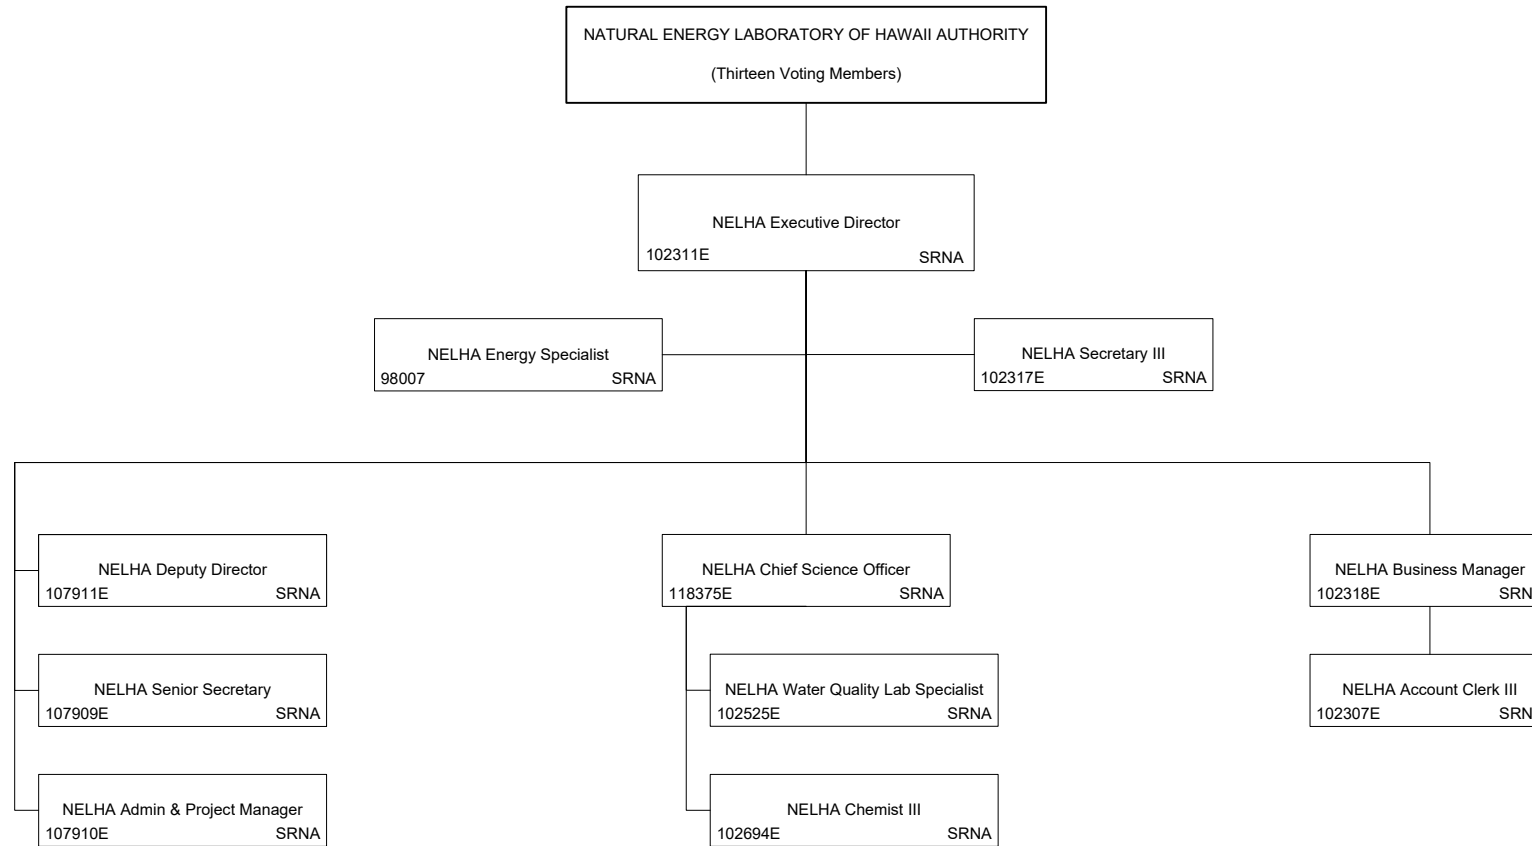 NATURAL ENERGY LABORATORY OF HAWAII AUTHORITY
(Thirteen Voting Members)
NELHA Executive Director
102311E SRNA
NELHA Energy Specialist
98007 SRNA
NELHA Secretary III
102317E SRNA
NELHA Deputy Director
107911E SRNA
NELHA Chief Science Officer
118375E SRNA
NELHA Business Manager
102318E SRN
NELHA Senior Secretary
107909E SRNA
NELHA Water Quality Lab Specialist
102525E SRNA
NELHA Account Clerk III
102307E SRN
NELHA Admin & Project Manager
107910E SRNA
NELHA Chemist III
102694E SRNA